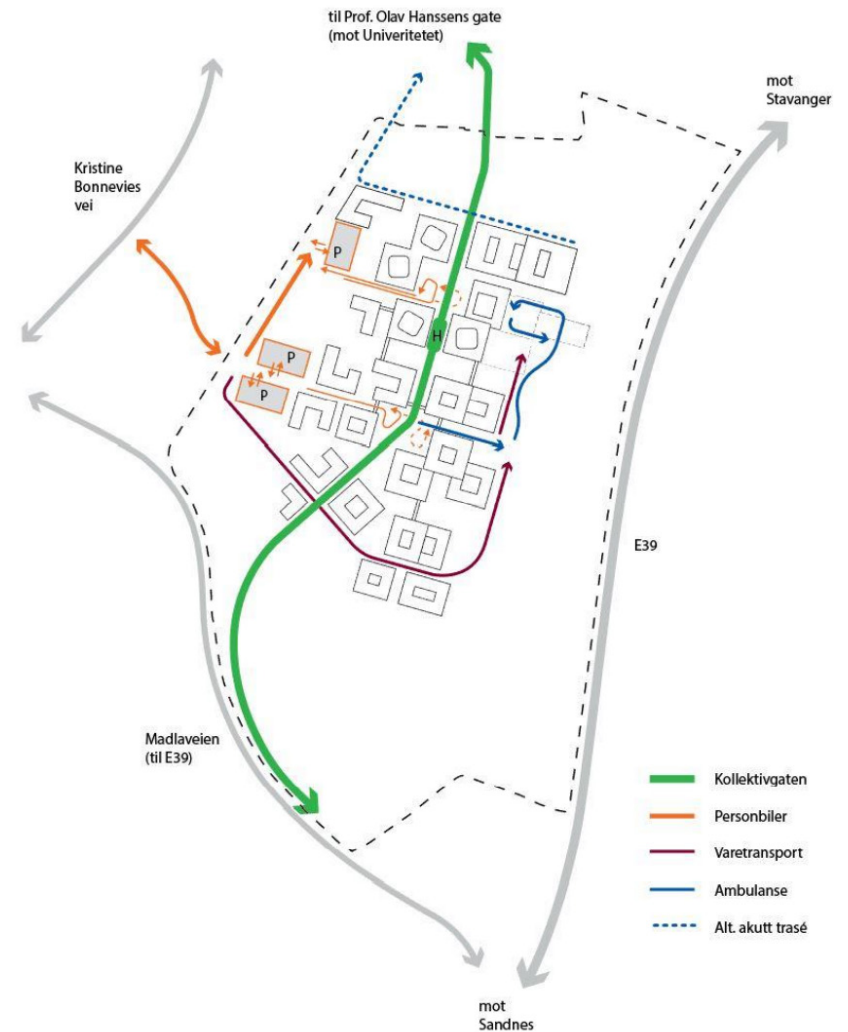 til Prof. Olav Hanssens gate
(mot Univeritetet)
mot
Stavanger
Kristine
Bonnevies
vei
P
H
P
P
E39
Madlaveien
(til E39)
Kollektivgaten
Personbiler
Varetransport
Ambulanse
Alt. akutt trasé
mot
Sandnes